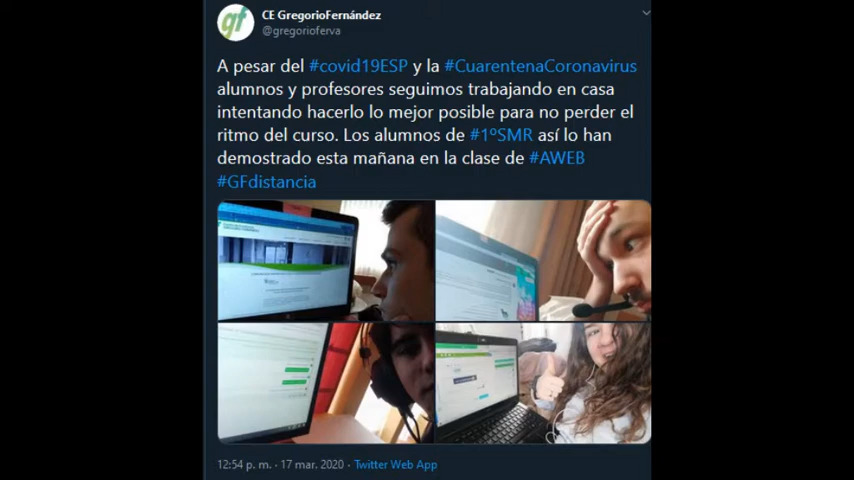 CE GregorioFernández
@gregorioferva
A pesar del #covid19ESP y la #CuarentenaCoronavirus
alumnos y profesores seguimos trabajando en casa
intentando hacerlo lo mejor posible para no perder el
ritmo del curso. Los alumnos de #1ºSMR así lo han
demostrado esta mañana en la clase de #AWEB
#GFdistancia
12:54 p. m. · 17 mar. 2020 · Twitter Web App